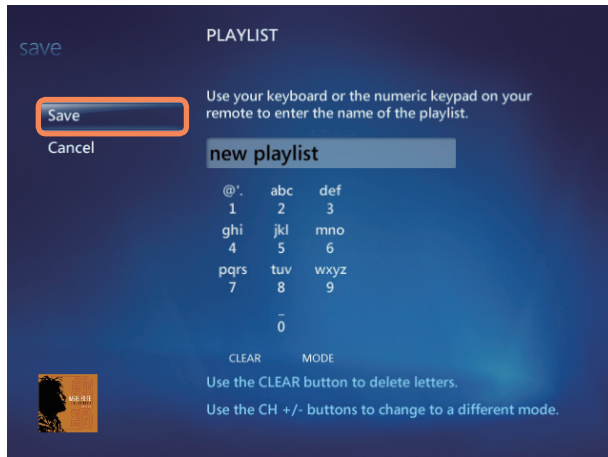 save
PLAYLIST
Save
Cancel
Use your keyboard or the numeric keypad on your
remote to enter the name of the playlist.
new playlist
@'. abc def
1 2 3
ghi jkl mno
4 5 6
pqrs tuv wxyz
7 8 9
_
0
CLEAR MODE
Use the CLEAR button to delete letters.
Use the CH +/- buttons to change to a different mode.